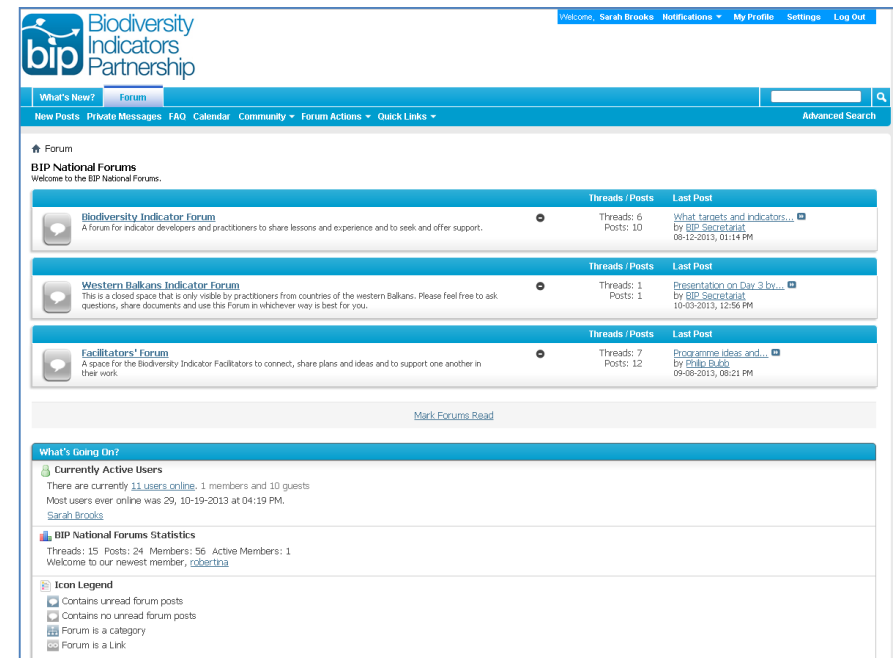 bip Biodiversity
Indicators
Partnership
Welcome, Sarah Brooks Notifications My Profile Settings Log Out
What's New? Forum
New Posts Private Messages FAQ Calendar Community Forum Actions Quick Links Advanced Search
Forum
BIP National Forums
Welcome to the BIP National Forums.
Threads / Posts Last Post
Biodiversity Indicator Forum Threads: 6 What targets and indicators...
A forum for indicator developers and practitioners to share lessons and experience and to seek and offer support. Posts: 10 by BIP Secretariat
08-12-2013, 01:14 PM
Threads / Posts Last Post
Western Balkans Indicator Forum Threads: 1 Presentation on Day 3 by...
This is a closed space that is only visible by practitioners from countries of the western Balkans. Please feel free to ask Posts: 1 by BIP Secretariat
questions, share documents and use this Forum in whichever way is best for you. 10-03-2013, 12:56 PM
Threads / Posts Last Post
Facilitators' Forum Threads: 7 Programme ideas and...
A space for the Biodiversity Indicator Facilitators to connect, share plans and ideas and to support one another in Posts: 12 by Philip Bubb
their work 09-08-2013, 08:21 PM
Mark Forums Read
What's Going On?
Currently Active Users
There are currently 11 users online. 1 members and 10 guests
Most users ever online was 29, 10-19-2013 at 04:19 PM.
Sarah Brooks
BIP National Forums Statistics
Threads: 15 Posts: 24 Members: 56 Active Members: 1
Welcome to our newest member, robertina
Icon Legend
Contains unread forum posts
Contains no unread forum posts
Forum is a category
Forum is a Link